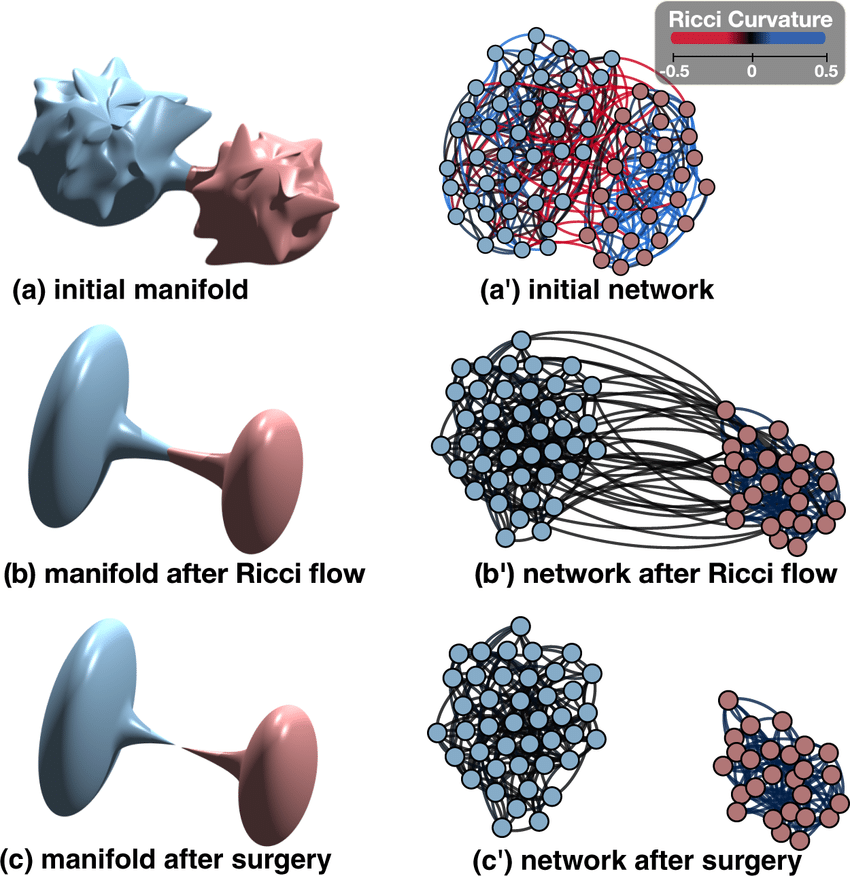 Ricci Curvature
-0.5 0 0.5
(a) initial manifold
(a') initial network
(b) manifold after Ricci flow
(b') network after Ricci flow
(c) manifold after surgery
(c') network after surgery